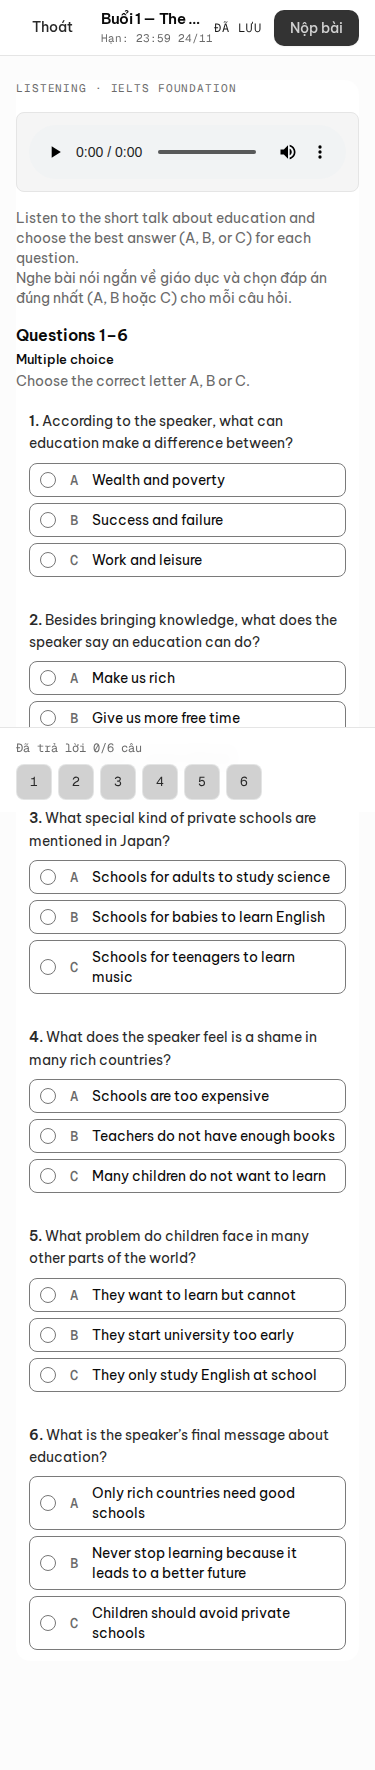 Thoát
Buổi 1 — The ...
Hạn: 23:59 24/11
ĐÃ LƯU
Nộp bài
LISTENING · IELTS FOUNDATION
0:00 / 0:00
Listen to the short talk about education and
choose the best answer (A, B, or C) for each
question.
Nghe bài nói ngắn về giáo dục và chọn đáp án
đúng nhất (A, B hoặc C) cho mỗi câu hỏi.
Questions 1–6
Multiple choice
Choose the correct letter A, B or C.
1. According to the speaker, what can
education make a difference between?
A Wealth and poverty
B Success and failure
C Work and leisure
2. Besides bringing knowledge, what does the
speaker say an education can do?
A Make us rich
B Give us more free time
Đã trả lời 0/6 câu
1 2 3 4 5 6
3. What special kind of private schools are
mentioned in Japan?
A Schools for adults to study science
B Schools for babies to learn English
C Schools for teenagers to learn
music
4. What does the speaker feel is a shame in
many rich countries?
A Schools are too expensive
B Teachers do not have enough books
C Many children do not want to learn
5. What problem do children face in many
other parts of the world?
A They want to learn but cannot
B They start university too early
C They only study English at school
6. What is the speaker's final message about
education?
A Only rich countries need good
schools
B Never stop learning because it
leads to a better future
C Children should avoid private
schools